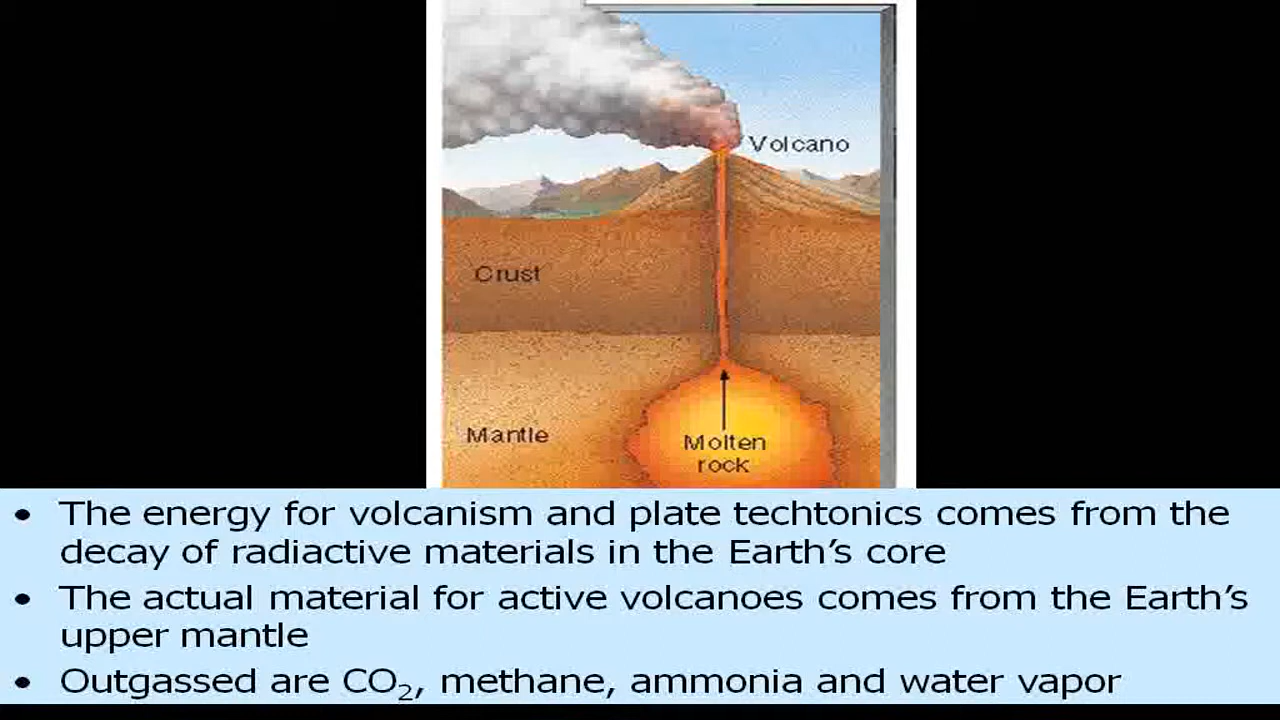 Volcano
Crust
Mantle
Molten
rock
• The energy for volcanism and plate techtonics comes from the
decay of radiactive materials in the Earth’s core
• The actual material for active volcanoes comes from the Earth’s
upper mantle
• Outgassed are CO₂, methane, ammonia and water vapor